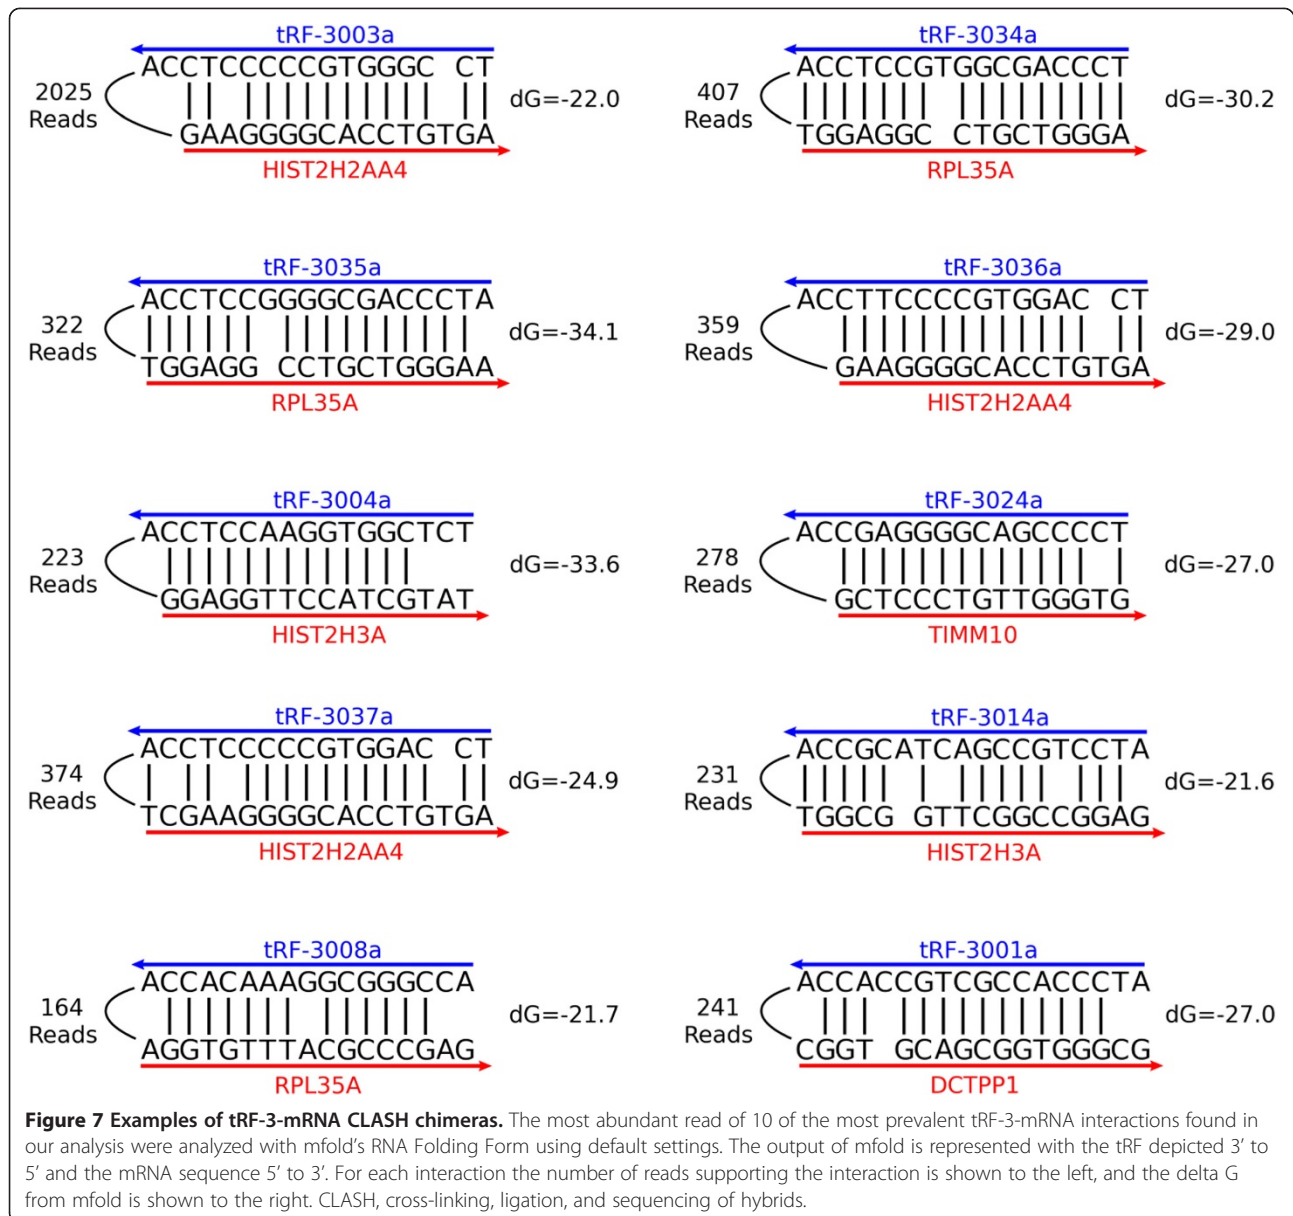 tRF-3003a
ACCTCCCCCGTGGGC CT
2025
Reads
dG=-22.0
GAAGGGGCACCTGTGA
HIST2H2AA4
tRF-3034a
ACCTCCGTGGCGACCCT
407
Reads
dG=-30.2
TGGAGGC CTGCTGGGA
RPL35A
tRF-3035a
ACCTCCGGGGCGACCCTA
322
Reads
dG=-34.1
TGGAGG CCTGCTGGGAA
RPL35A
tRF-3036a
ACCTTCCCCGTGGAC CT
359
Reads
dG=-29.0
GAAGGGGCACCTGTGA
HIST2H2AA4
tRF-3004a
ACCTCCAAGGTGGCTCT
223
Reads
dG=-33.6
GGAGGTTCCATCGTAT
HIST2H3A
tRF-3024a
ACCGAGGGGCAGCCCCT
278
Reads
dG=-27.0
GCTCCCTGTTGGGTG
TIMM10
tRF-3037a
ACCTCCCCCGTGGAC CT
374
Reads
dG=-24.9
TCGAAGGGGCACCTGTGA
HIST2H2AA4
tRF-3014a
ACCGCATCAGCCGTCCTA
231
Reads
dG=-21.6
TGGCG GTTCGGCCGGAG
HIST2H3A
tRF-3008a
ACCACAAAGGCGGGCCA
164
Reads
dG=-21.7
AGGTGTTTACGCCCGAG
RPL35A
tRF-3001a
ACCACCGTCGCCACCCTA
241
Reads
dG=-27.0
CGGT GCAGCGGTGGGCG
DCTPP1
Figure 7 Examples of tRF-3-mRNA CLASH chimeras. The most abundant read of 10 of the most prevalent tRF-3-mRNA interactions found in
our analysis were analyzed with mfold's RNA Folding Form using default settings. The output of mfold is represented with the tRF depicted 3' to
5' and the mRNA sequence 5' to 3'. For each interaction the number of reads supporting the interaction is shown to the left, and the delta G
from mfold is shown to the right. CLASH, cross-linking, ligation, and sequencing of hybrids.